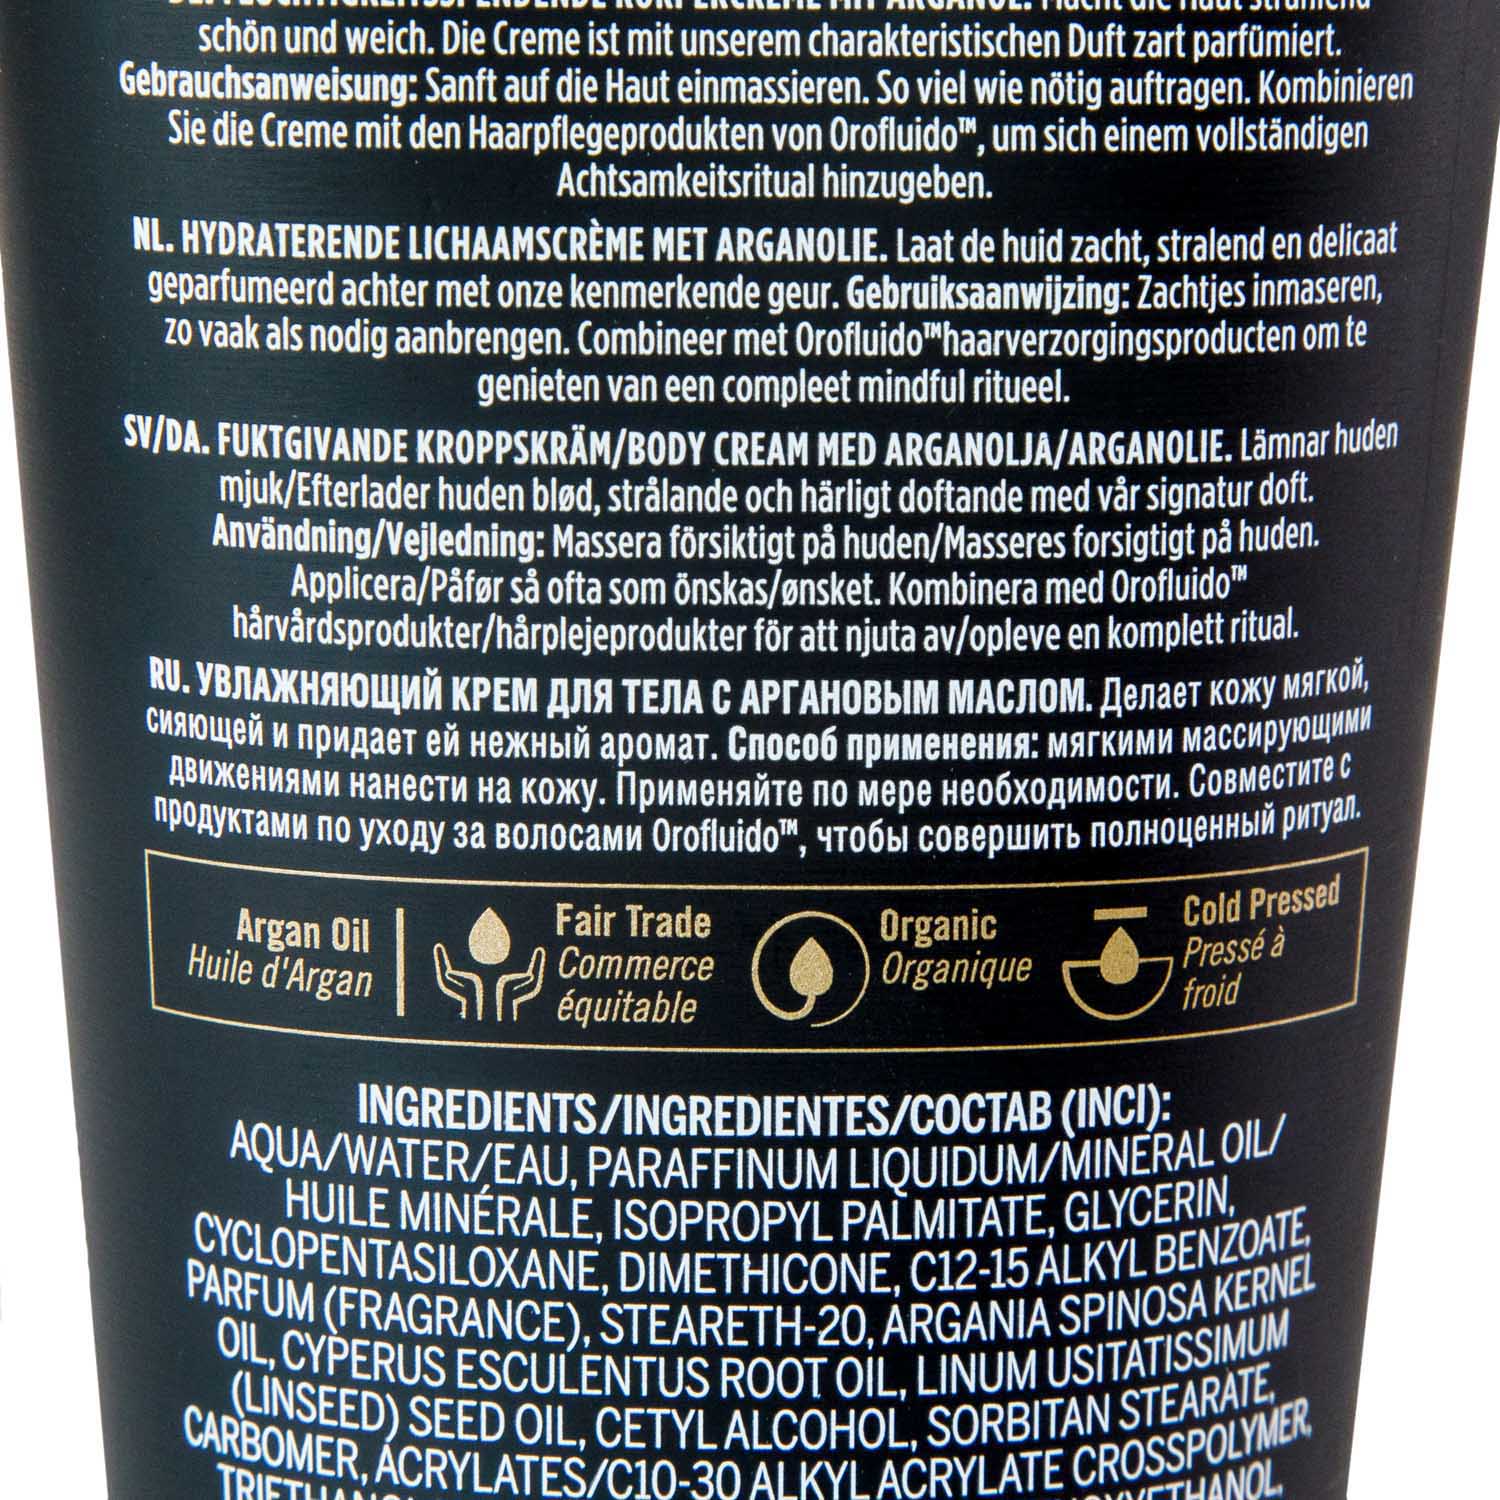 schön und weich. Die Creme ist mit unserem charakteristischen Duft zart parfümiert.
Gebrauchsanweisung: Sanft auf die Haut einmassieren. So viel wie nötig auftragen. Kombinieren
Sie die Creme mit den Haarpflegeprodukten von Orofluido™, um sich einem vollständigen
Achtsamkeitsritual hinzugeben.
NL. HYDRATERENDE LICHAAMSCRÈME MET ARGANOLIE. Laat de huid zacht, stralend en delicaat
geparfumeerd achter met onze kenmerkende geur. Gebruiksaanwijzing: Zachtjes inmaseren,
zo vaak als nodig aanbrengen. Combineer met Orofluido™haarverzorgingsproducten om te
genieten van een compleet mindful ritueel.
SV/DA. FUKTGIVANDE KROPPSKRÄM/BODY CREAM MED ARGANOLJA/ARGANOLIE. Lämnar huden
mjuk/Efterlader huden blød, strålande och härligt doftande med vår signatur doft.
Användning/Vejledning: Massera försiktigt på huden/Masseres forsigtigt på huden.
Applicera/Påfør så ofta som önskas/ønsket. Kombinera med Orofluido™
hårvårdsprodukter/hårplejeprodukter för att njuta av/opleve en komplett ritual.
RU. УВЛАЖНЯЮЩИЙ КРЕМ ДЛЯ ТЕЛА С АРГАНОВЫМ МАСЛОМ. Делает кожу мягкой,
сияющей и придает ей нежный аромат. Способ применения: мягкими массирующими
движениями нанести на кожу. Применяйте по мере необходимости. Совместите с
продуктами по уходу за волосами Orofluido™, чтобы совершить полноценный ритуал.
Argan Oil
Huile d'Argan
Fair Trade
Commerce
équitable
Organic
Organique
Cold Pressed
Pressé à
froid
INGREDIENTS/INGREDIENTES/СОСТАВ (INCI):
AQUA/WATER/EAU, PARAFFINUM LIQUIDUM/MINERAL OIL/
HUILE MINÉRALE, ISOPROPYL PALMITATE, GLYCERIN,
CYCLOPENTASILOXANE, DIMETHICONE, C12-15 ALKYL BENZOATE,
PARFUM (FRAGRANCE), STEARETH-20, ARGANIA SPINOSA KERNEL
OIL, CYPERUS ESCULENTUS ROOT OIL, LINUM USITATISSIMUM
(LINSEED) SEED OIL, CETYL ALCOHOL, SORBITAN STEARATE,
CARBOMER, ACRYLATES/C10-30 ALKYL ACRYLATE CROSSPOLYMER,